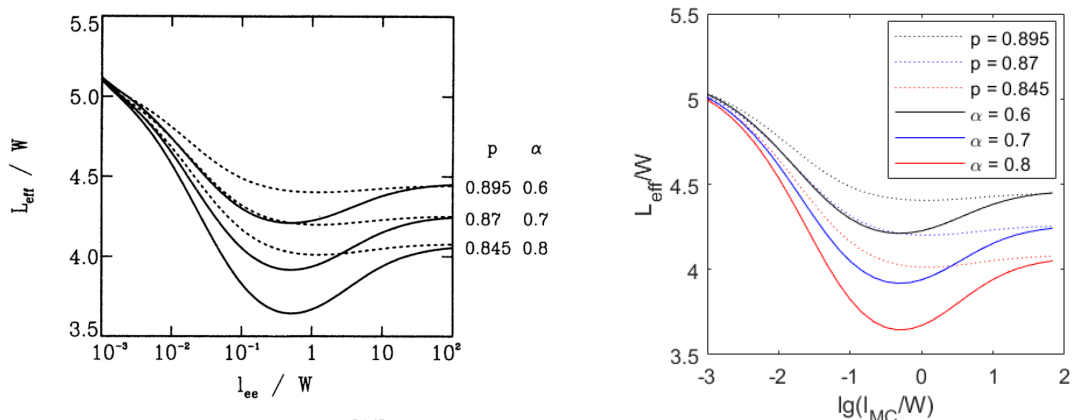 5.5
5.0
4.5
4.0
3.5
L_eff / W
10⁻³ 10⁻² 10⁻¹ 1 10 10²
l_ee / W
p α
0.895 0.6
0.87 0.7
0.845 0.8
5.5
5
4.5
4
3.5
L_eff/W
-3 -2 -1 0 1 2
lg(l_MC/W)
p = 0.895
p = 0.87
p = 0.845
α = 0.6
α = 0.7
α = 0.8